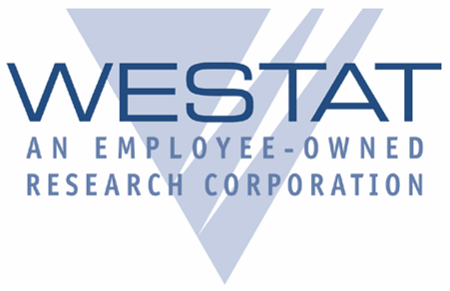 WESTAT
AN EMPLOYEE-OWNED
RESEARCH CORPORATION